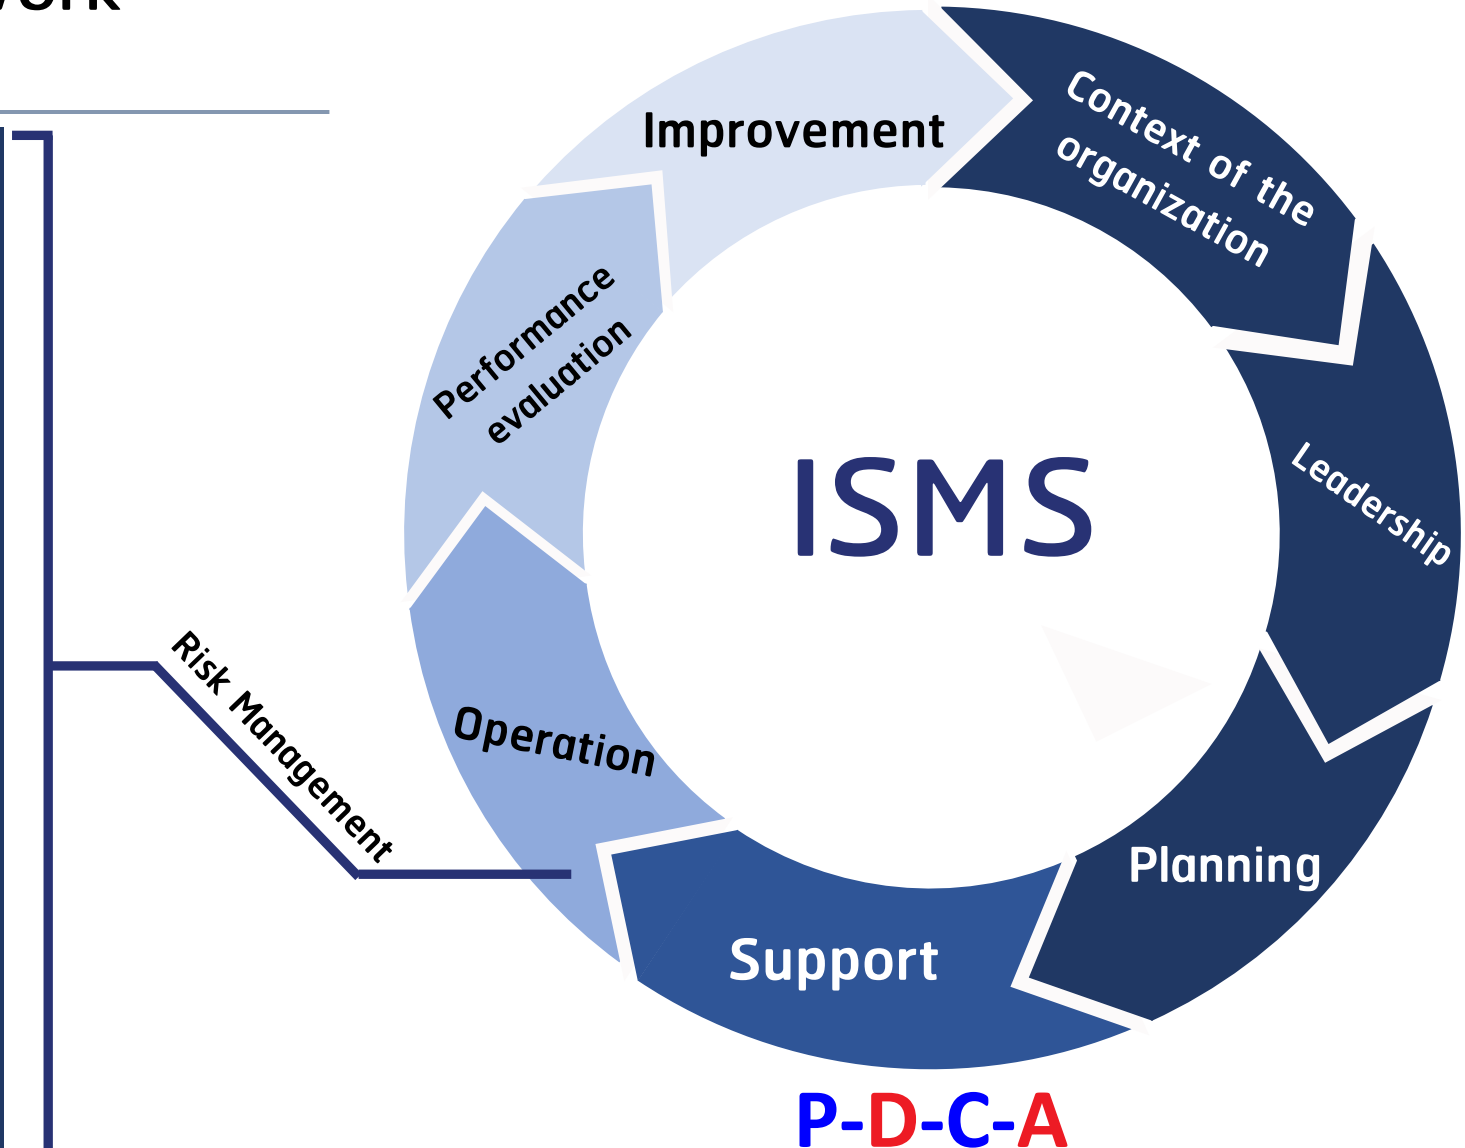 Improvement
Context of the
organization
Leadership
Planning
Support
Operation
Performance
evaluation
ISMS
Risk Management
P-D-C-A